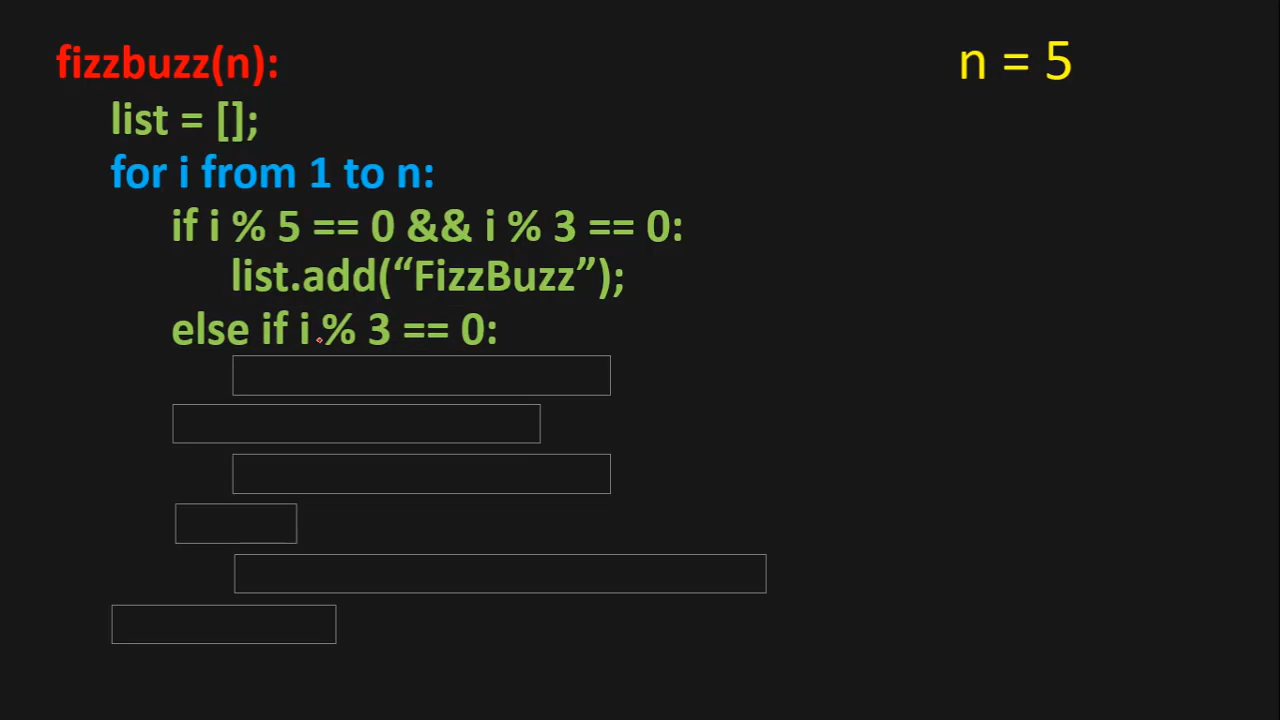 fizzbuzz(n):
n = 5
list = [];
for i from 1 to n:
if i % 5 == 0 && i % 3 == 0:
list.add(“FizzBuzz”);
else if i % 3 == 0: